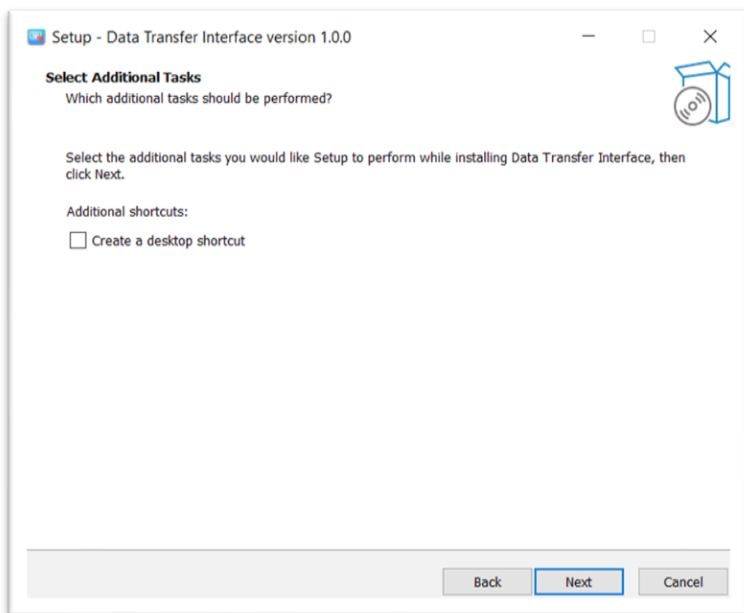 Setup - Data Transfer Interface version 1.0.0
Select Additional Tasks
Which additional tasks should be performed?
Select the additional tasks you would like Setup to perform while installing Data Transfer Interface, then
click Next.
Additional shortcuts:
Create a desktop shortcut
Back Next Cancel